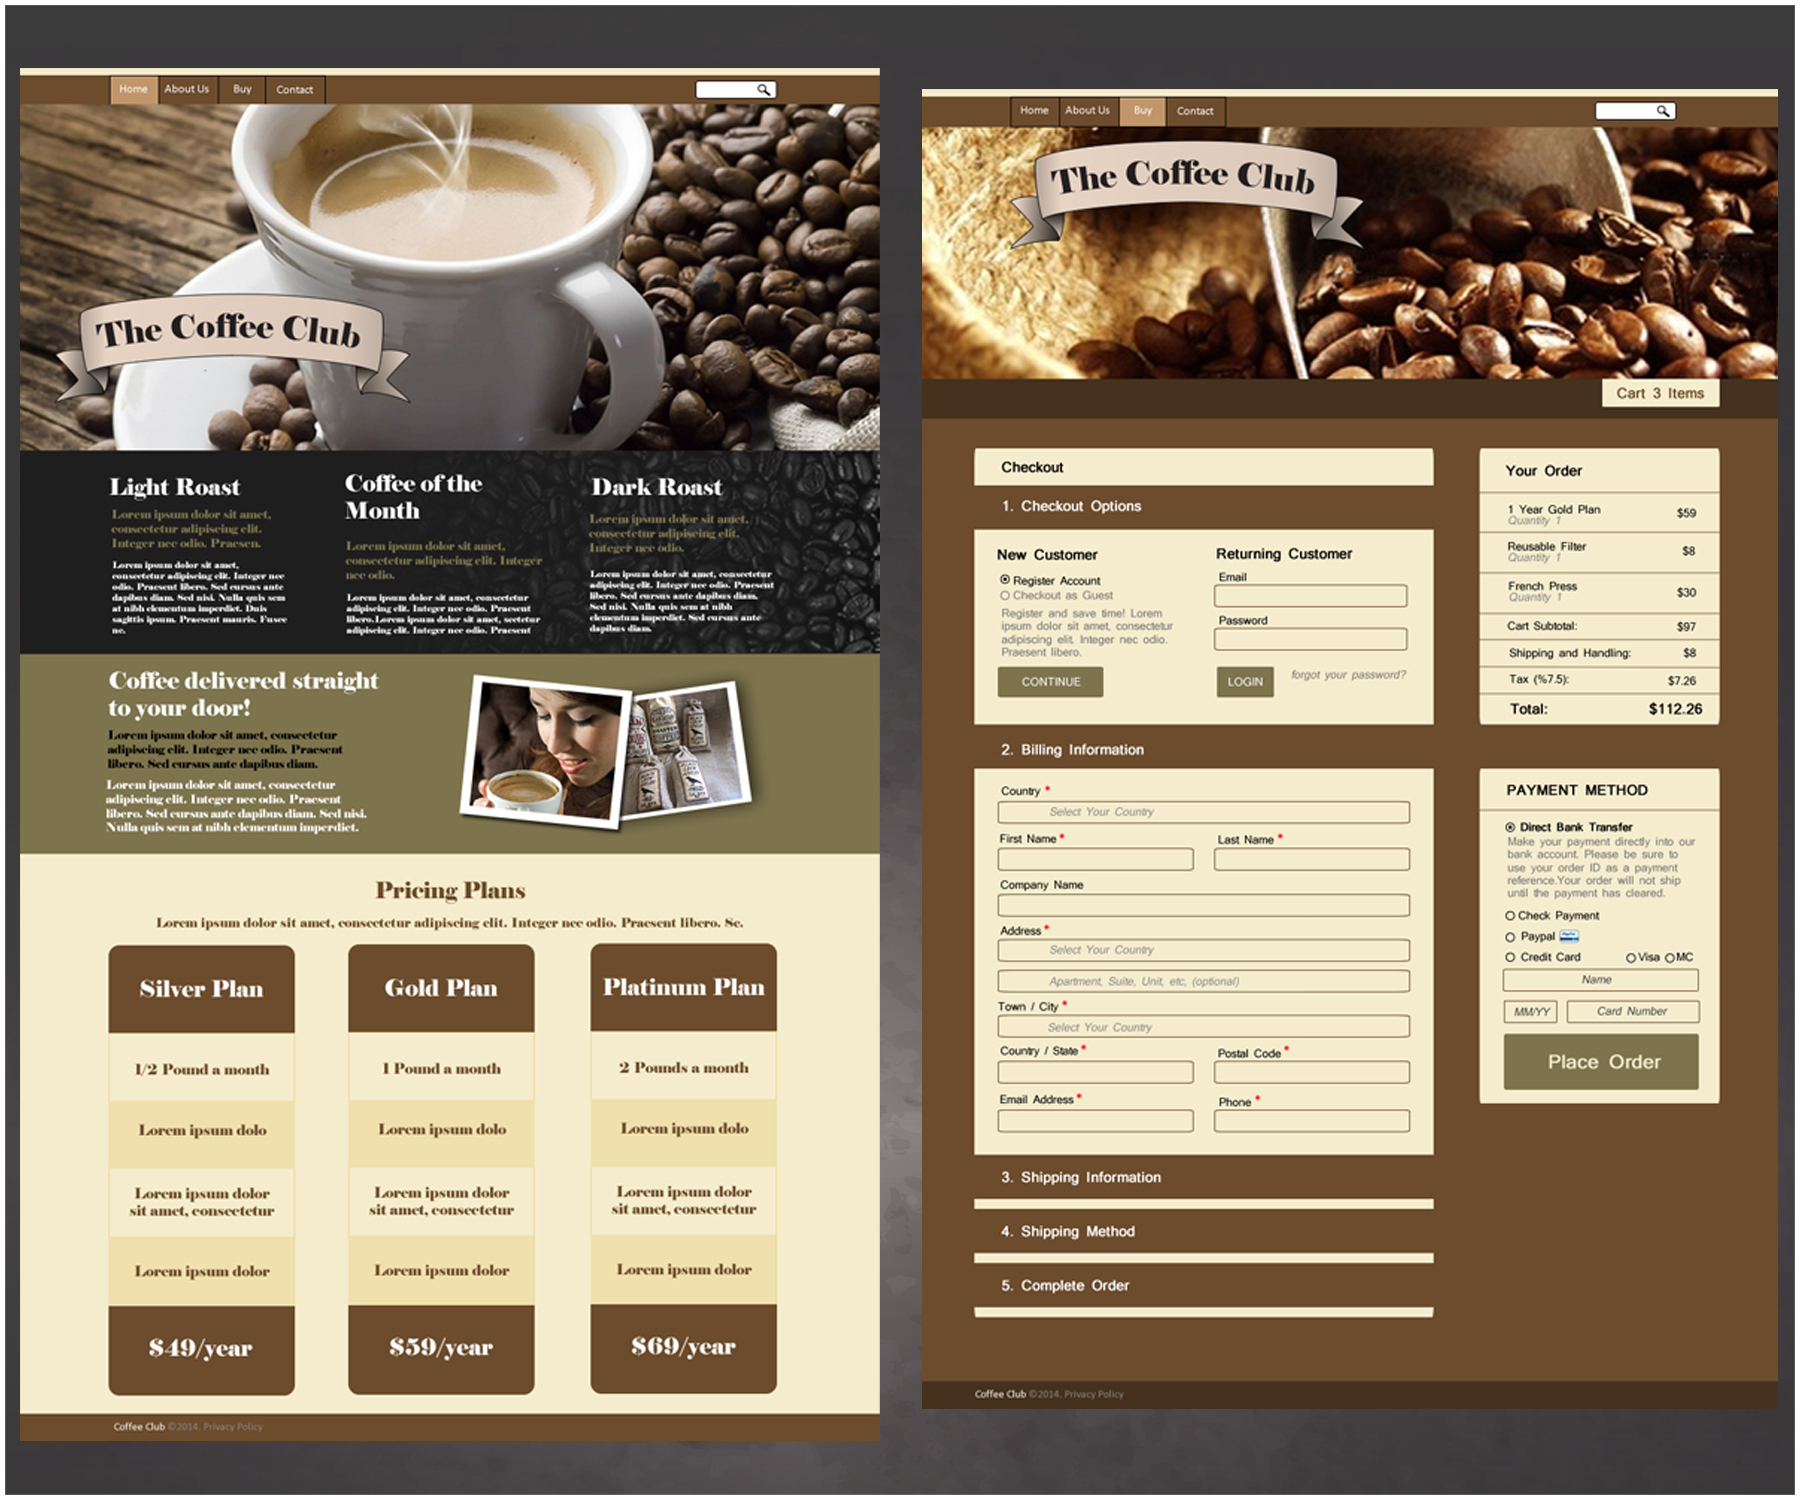 Home About Us Buy Contact
The Coffee Club
Light Roast
Lorem ipsum dolor sit amet,
consectetur adipiscing elit.
Integer nec odio. Praesen.
Lorem ipsum dolor sit amet,
consectetur adipiscing elit. Integer nec
odio. Praesent libero. Sed cursus ante
dapibus diam. Sed nisi. Nulla quis sem
at nibh elementum imperdiet. Duis
sagittis ipsum. Praesent mauris. Fusce
ne.
Coffee of the
Month
Lorem ipsum dolor sit amet,
consectetur adipiscing elit. Integer
nec odio.
Lorem ipsum dolor sit amet, consectetur
adipiscing elit. Integer nec odio. Praesent
libero.Lorem ipsum dolor sit amet, sectetur
adipiscing elit. Integer nec odio. Praesent
Dark Roast
Lorem ipsum dolor sit amet,
consectetur adipiscing elit.
Integer nec odio.
Lorem ipsum dolor sit amet, consectetur
adipiscing elit. Integer nec odio. Praesent
libero. Sed cursus ante dapibus diam.
Sed nisi. Nulla quis sem at nibh
elementum imperdiet. Sed cursus ante
dapibus diam.
Coffee delivered straight
to your door!
Lorem ipsum dolor sit amet, consectetur
adipiscing elit. Integer nec odio. Praesent
libero. Sed cursus ante dapibus diam.
Lorem ipsum dolor sit amet, consectetur
adipiscing elit. Integer nec odio. Praesent
libero. Sed cursus ante dapibus diam. Sed nisi.
Nulla quis sem at nibh elementum imperdiet.
Pricing Plans
Lorem ipsum dolor sit amet, consectetur adipiscing elit. Integer nec odio. Praesent libero. Se.
Silver Plan
1/2 Pound a month
Lorem ipsum dolo
Lorem ipsum dolor
sit amet, consectetur
Lorem ipsum dolor
$49/year
Gold Plan
1 Pound a month
Lorem ipsum dolo
Lorem ipsum dolor
sit amet, consectetur
Lorem ipsum dolor
$59/year
Platinum Plan
2 Pounds a month
Lorem ipsum dolo
Lorem ipsum dolor
sit amet, consectetur
Lorem ipsum dolor
$69/year
Coffee Club ©2014. Privacy Policy
Home About Us Buy Contact
The Coffee Club
Cart 3 Items
Checkout
1. Checkout Options
New Customer
Register Account
Checkout as Guest
Register and save time! Lorem
ipsum dolor sit amet, consectetur
adipiscing elit. Integer nec odio.
Praesent libero.
CONTINUE
Returning Customer
Email
Password
LOGIN forgot your password?
2. Billing Information
Country *
Select Your Country
First Name * Last Name *
Company Name
Address *
Select Your Country
Apartment, Suite, Unit, etc, (optional)
Town / City *
Select Your Country
Country / State * Postal Code *
Email Address * Phone *
3. Shipping Information
4. Shipping Method
5. Complete Order
Your Order
1 Year Gold Plan $59
Quantity 1
Reusable Filter $8
Quantity 1
French Press $30
Quantity 1
Cart Subtotal: $97
Shipping and Handling: $8
Tax (%7.5): $7.26
Total: $112.26
PAYMENT METHOD
Direct Bank Transfer
Make your payment directly into our
bank account. Please be sure to
use your order ID as a payment
reference.Your order will not ship
until the payment has cleared.
Check Payment
Paypal
Credit Card Visa MC
Name
MM/YY Card Number
Place Order
Coffee Club ©2014. Privacy Policy